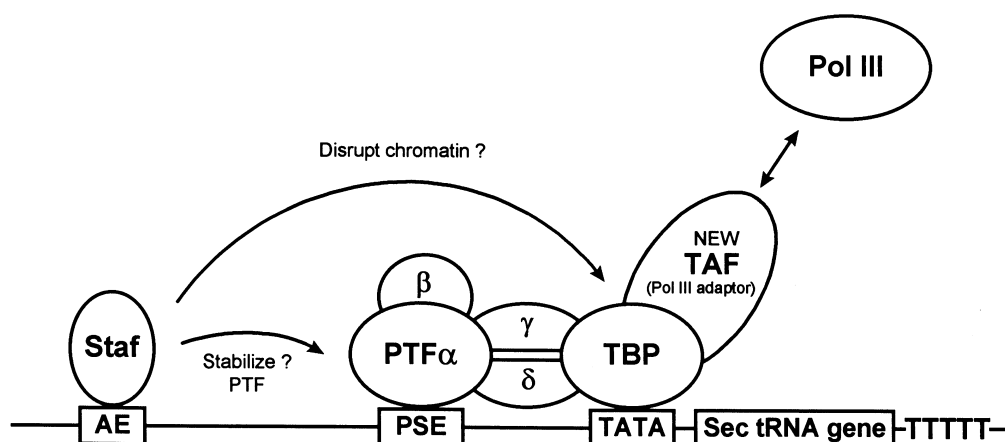 Pol III
Disrupt chromatin ?
NEW
TAF
(Pol III adaptor)
β
γ
Staf
PTFα
TBP
Stabilize ?
PTF
δ
AE
PSE
TATA
Sec tRNA gene
TTTTT